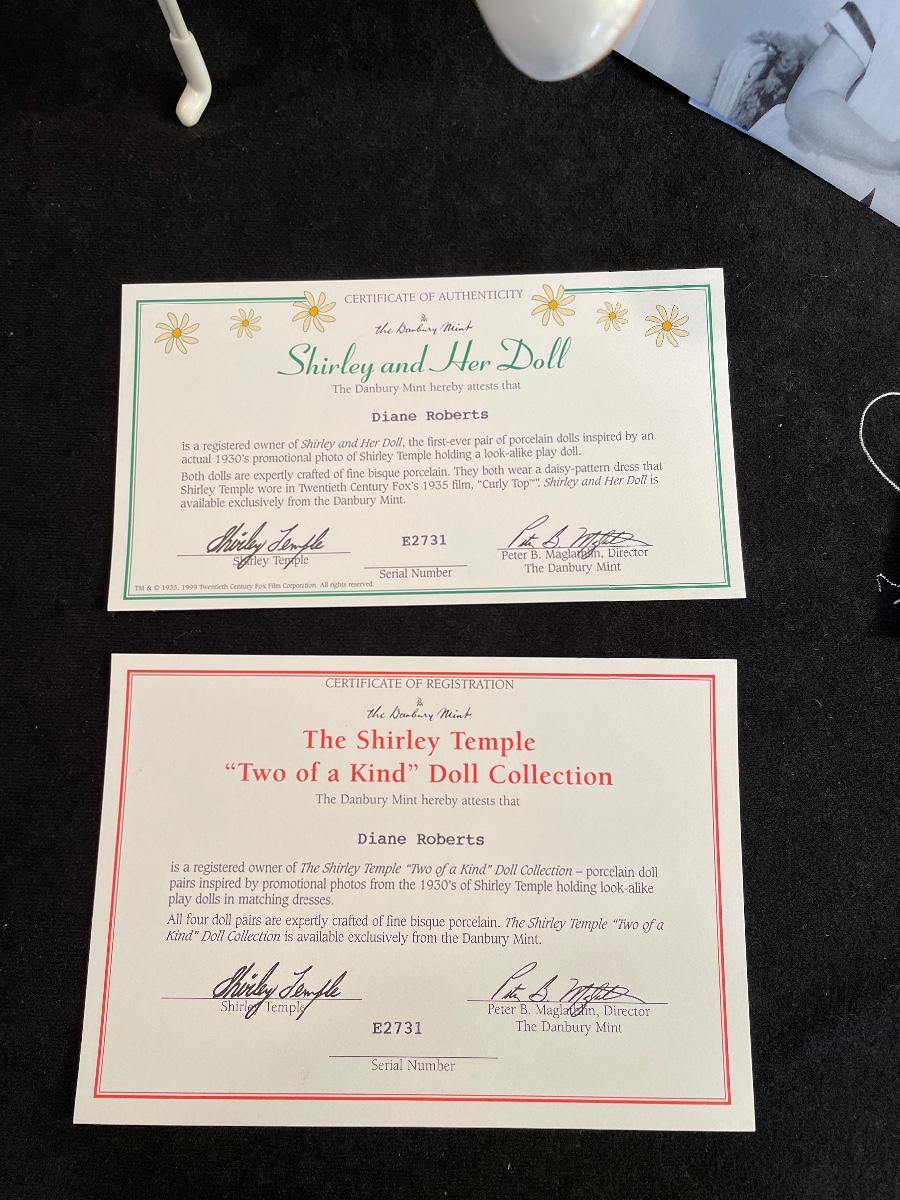 CERTIFICATE OF AUTHENTICITY
the Danbury Mint
Shirley and Her Doll
The Danbury Mint hereby attests that
Diane Roberts
is a registered owner of Shirley and Her Doll, the first-ever pair of porcelain dolls inspired by an
actual 1930's promotional photo of Shirley Temple holding a look-alike play doll.
Both dolls are expertly crafted of fine bisque porcelain. They both wear a daisy-pattern dress that
Shirley Temple wore in Twentieth Century Fox's 1935 film, “Curly Top™”. Shirley and Her Doll is
available exclusively from the Danbury Mint.
Shirley Temple
Shirley Temple
E2731
Serial Number
Peter B. Maglathlin, Director
The Danbury Mint
TM & © 1935, 1999 Twentieth Century Fox Film Corporation. All rights reserved.
CERTIFICATE OF REGISTRATION
the Danbury Mint
The Shirley Temple
“Two of a Kind” Doll Collection
The Danbury Mint hereby attests that
Diane Roberts
is a registered owner of The Shirley Temple “Two of a Kind” Doll Collection – porcelain doll
pairs inspired by promotional photos from the 1930's of Shirley Temple holding look-alike
play dolls in matching dresses.
All four doll pairs are expertly crafted of fine bisque porcelain. The Shirley Temple “Two of a
Kind” Doll Collection is available exclusively from the Danbury Mint.
Shirley Temple
Shirley Temple
Peter B. Maglathlin, Director
The Danbury Mint
E2731
Serial Number